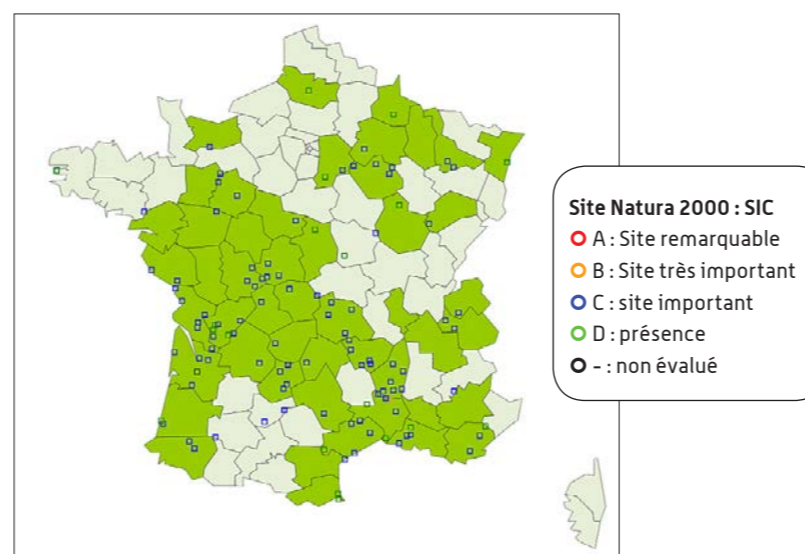 Site Natura 2000 : SIC
A : Site remarquable
B : Site très important
C : site important
D : présence
- : non évalué